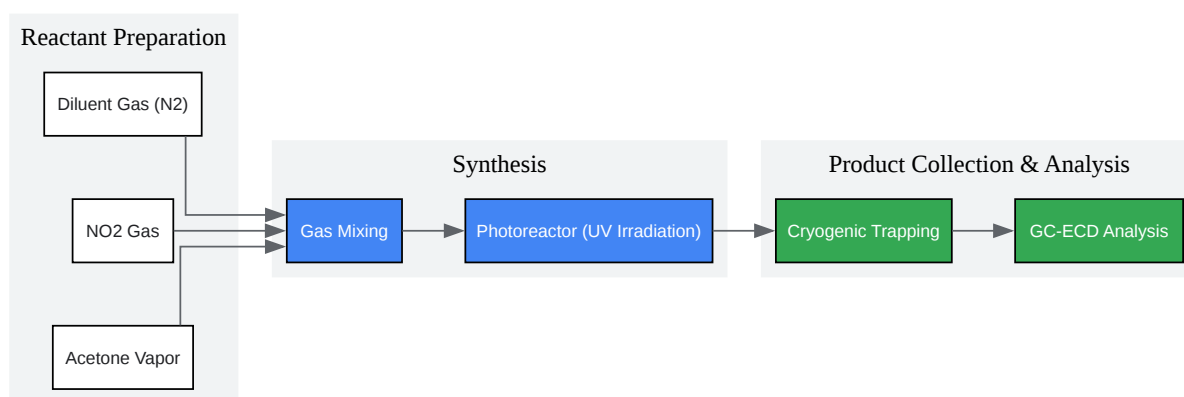 Reactant Preparation
Diluent Gas (N2)
NO2 Gas
Acetone Vapor
Synthesis
Gas Mixing
Photoreactor (UV Irradiation)
Product Collection & Analysis
Cryogenic Trapping
GC-ECD Analysis